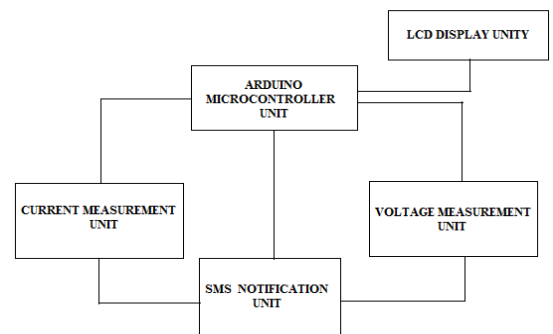 LCD DISPLAY UNITY
ARDUINO
MICROCONTROLLER
UNIT
CURRENT MEASUREMENT
UNIT
VOLTAGE MEASUREMENT
UNIT
SMS NOTIFICATION
UNIT